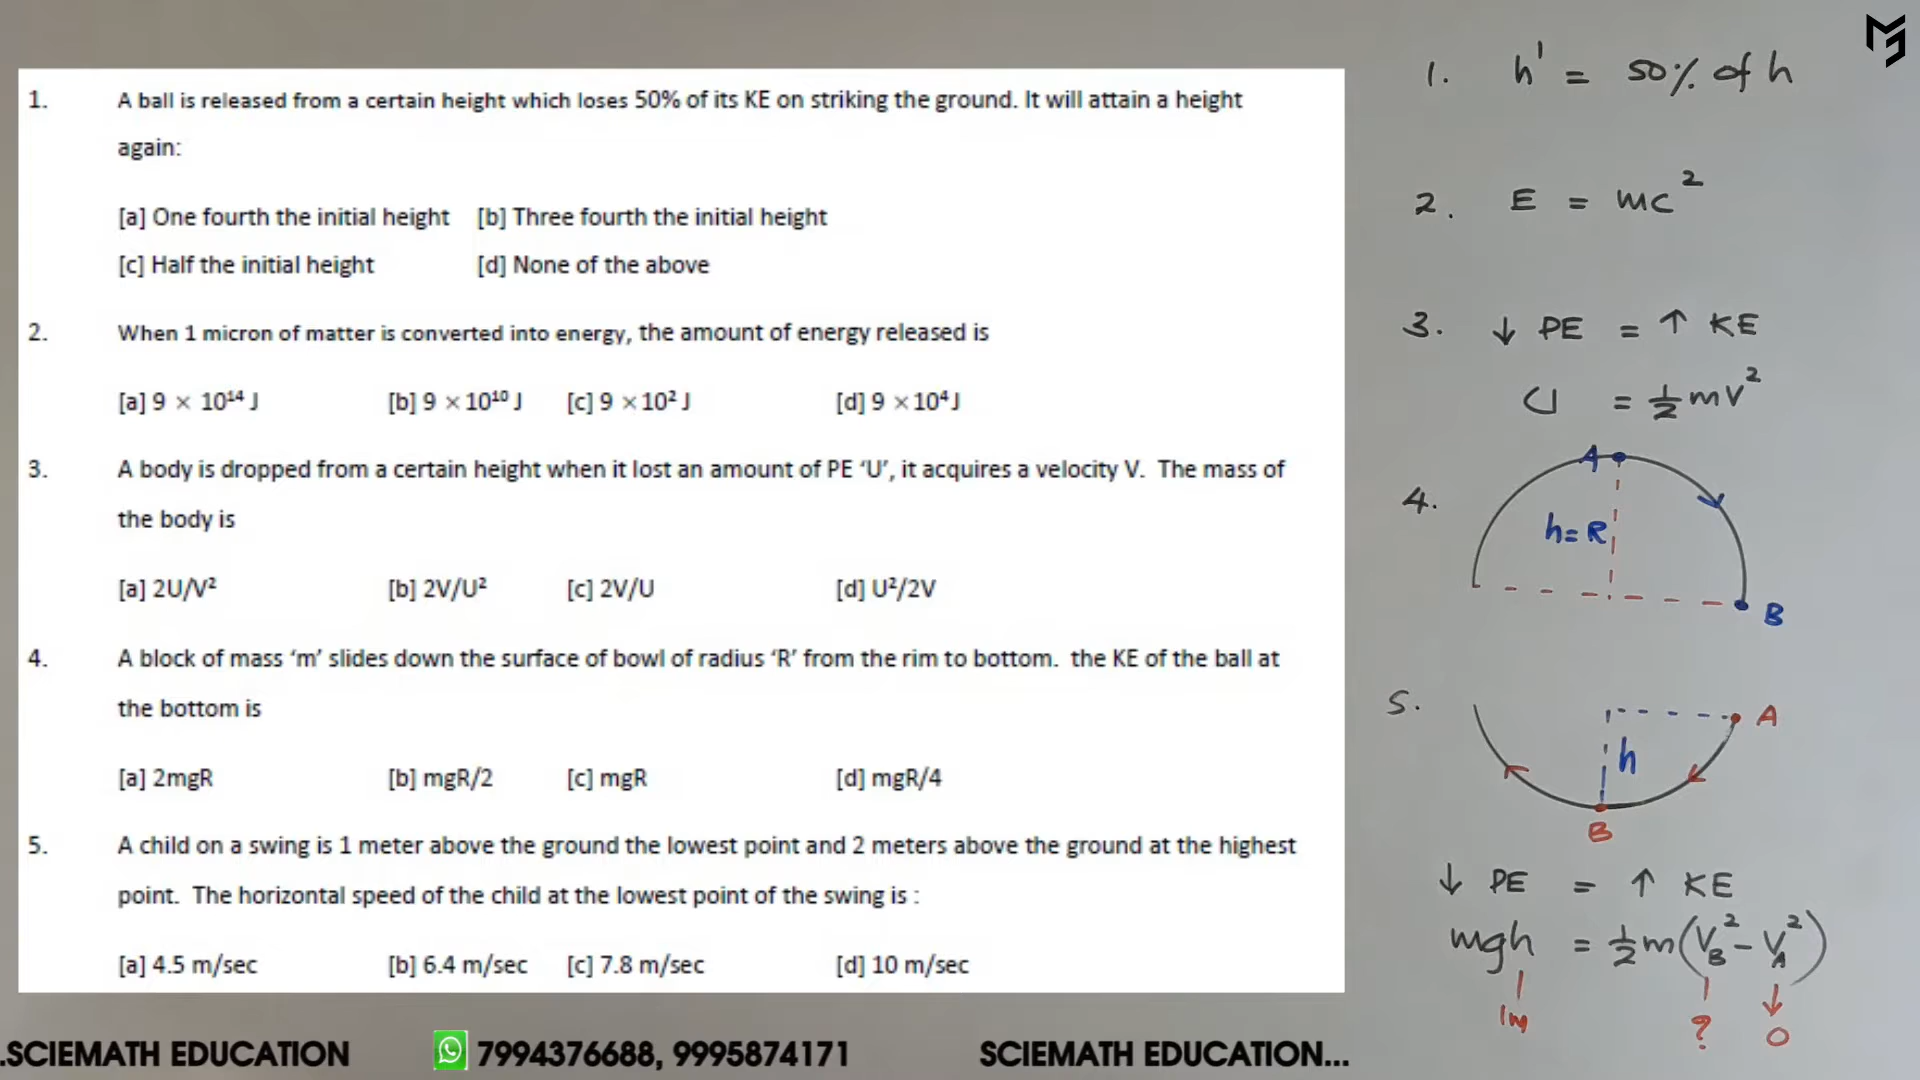 1. A ball is released from a certain height which loses 50% of its KE on striking the ground. It will attain a height
again:
[a] One fourth the initial height [b] Three fourth the initial height
[c] Half the initial height [d] None of the above
2. When 1 micron of matter is converted into energy, the amount of energy released is
[a] 9 × 10¹⁴ J [b] 9 ×10¹⁰ J [c] 9 ×10² J [d] 9 ×10⁴ J
3. A body is dropped from a certain height when it lost an amount of PE ‘U’, it acquires a velocity V. The mass of
the body is
[a] 2U/V² [b] 2V/U² [c] 2V/U [d] U²/2V
4. A block of mass ‘m’ slides down the surface of bowl of radius ‘R’ from the rim to bottom. the KE of the ball at
the bottom is
[a] 2mgR [b] mgR/2 [c] mgR [d] mgR/4
5. A child on a swing is 1 meter above the ground the lowest point and 2 meters above the ground at the highest
point. The horizontal speed of the child at the lowest point of the swing is :
[a] 4.5 m/sec [b] 6.4 m/sec [c] 7.8 m/sec [d] 10 m/sec
1. h' = 50% of h
2. E = mc²
3. ↓ PE = ↑ KE
U = ½ mV²
4. A
h = R
B
5. A
h
B
↓ PE = ↑ KE
mgh = ½ m (V_B² - V_A²)
1m ? 0
.SCIEMATH EDUCATION 7994376688, 9995874171 SCIEMATH EDUCATION...